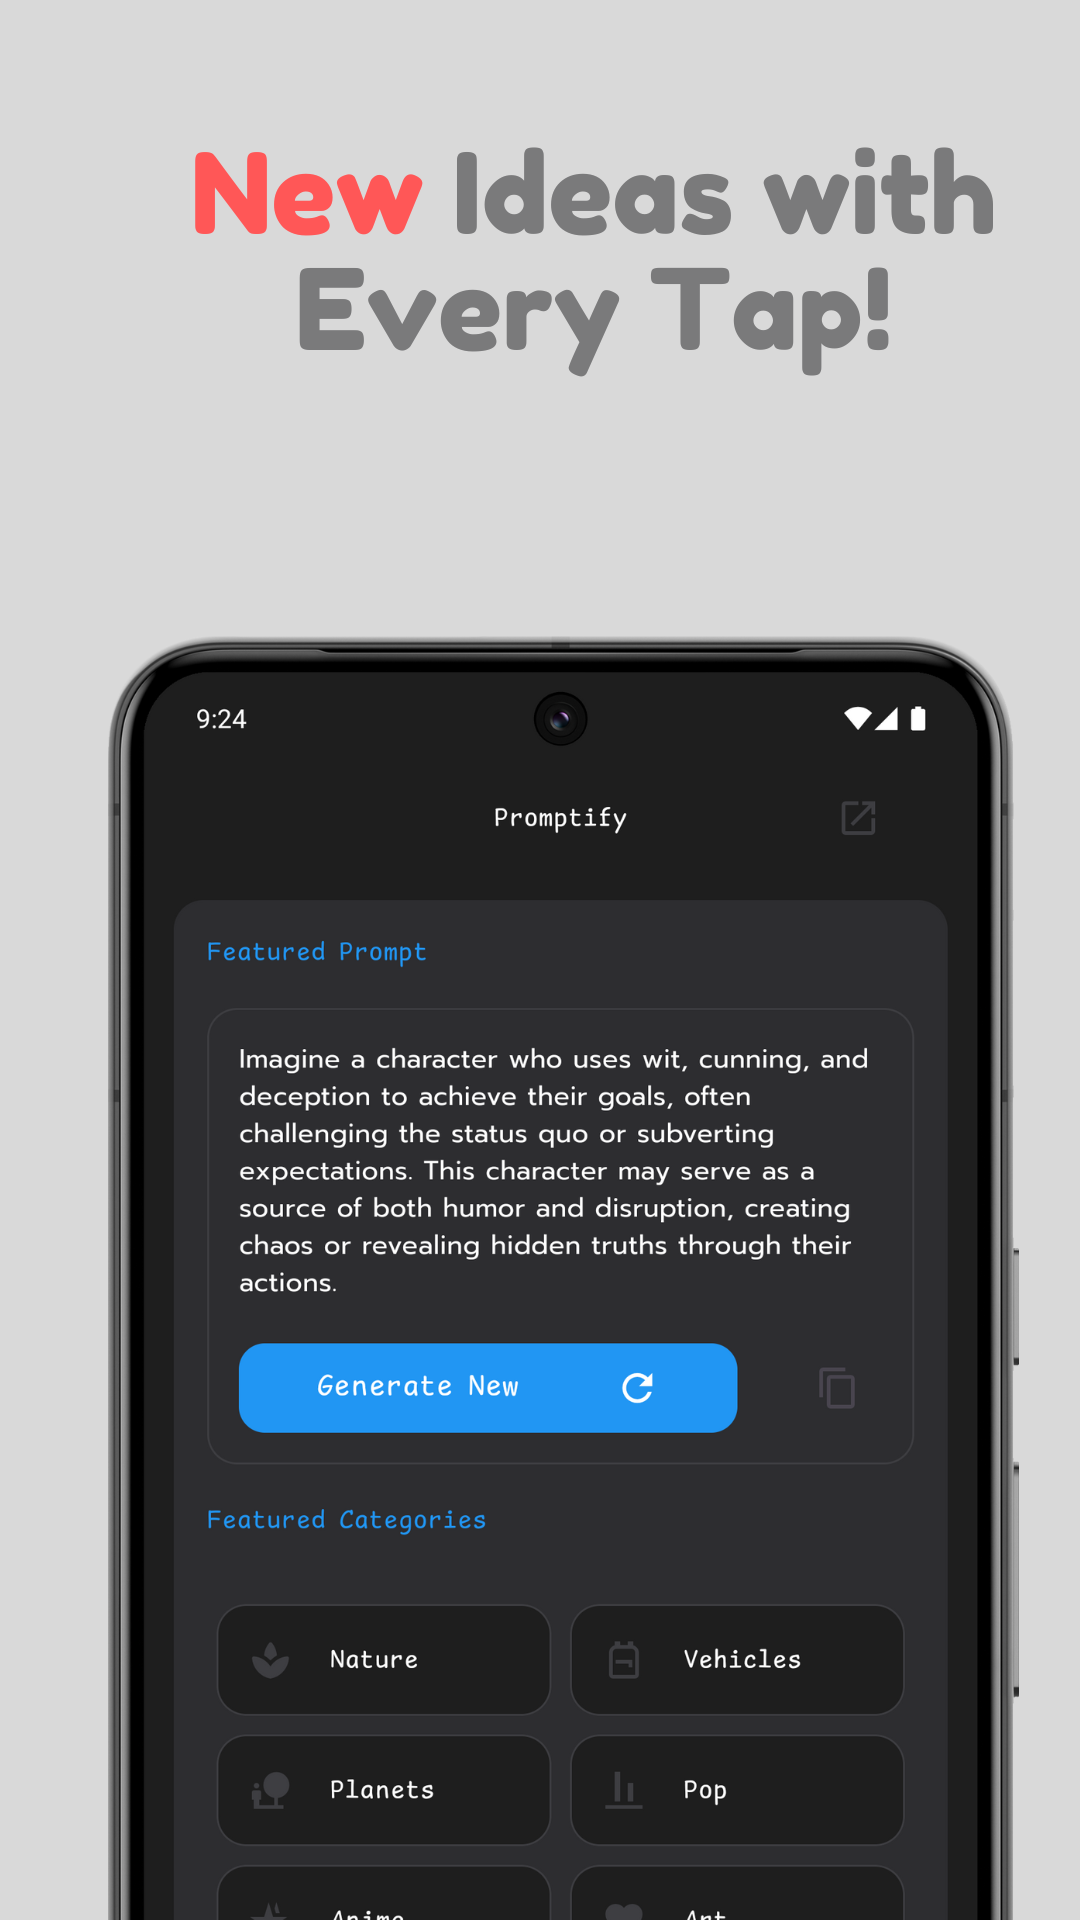 New Ideas with
Every Tap!
9:24
Promptify
Featured Prompt
Imagine a character who uses wit, cunning, and
deception to achieve their goals, often
challenging the status quo or subverting
expectations. This character may serve as a
source of both humor and disruption, creating
chaos or revealing hidden truths through their
actions.
Generate New
Featured Categories
Nature
Vehicles
Planets
Pop
Anime
Art